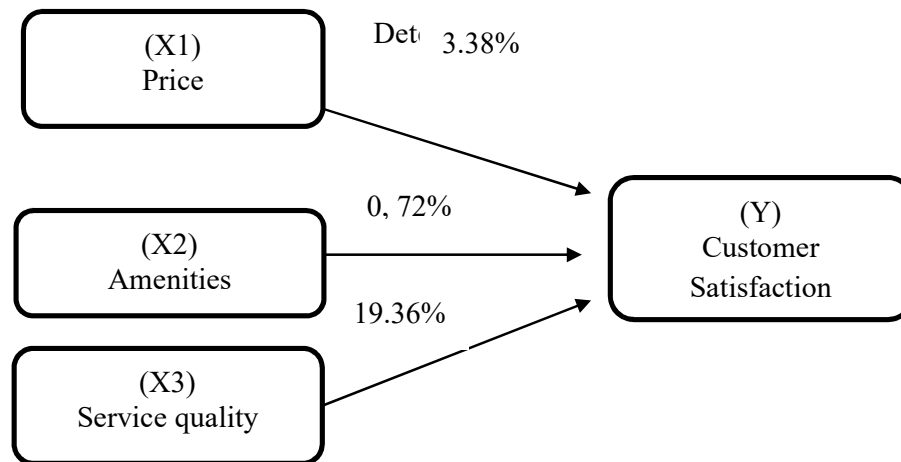 (X1)
Price
3.38%
0, 72%
(X2)
Amenities
(Y)
Customer
Satisfaction
19.36%
(X3)
Service quality